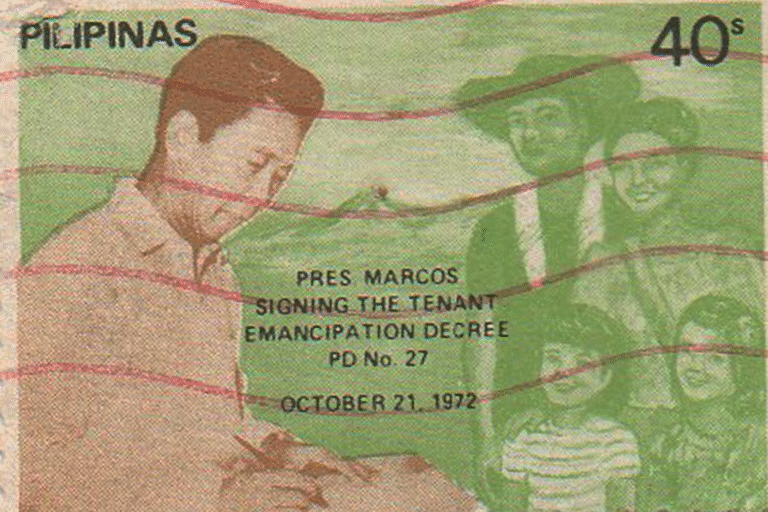 PILIPINAS
40s
PRES. MARCOS
SIGNING THE TENANT
EMANCIPATION DECREE
PD No. 27
OCTOBER 21, 1972